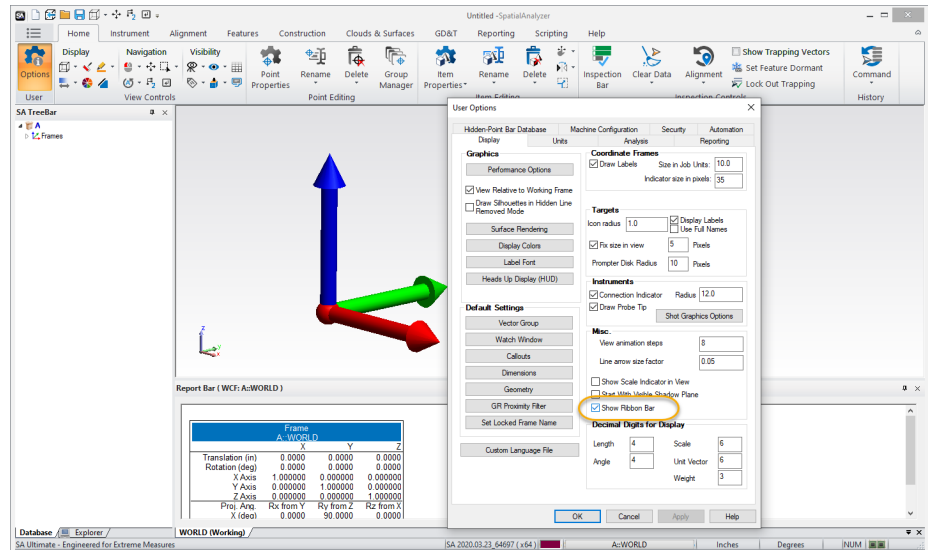 SA
Untitled -SpatialAnalyzer
Home Instrument Alignment Features Construction Clouds & Surfaces GD&T Reporting Scripting Help
Options
User
Display Navigation Visibility
View Controls
Point Properties
Rename
Delete
Group Manager
Point Editing
Item Properties
Rename
Delete
Item Editing
Inspection Bar
Clear Data
Alignment
Show Trapping Vectors
Set Feature Dormant
Lock Out Trapping
Inspection Controls
Command
History
SA TreeBar
A
Frames
z
y
x
User Options
Hidden-Point Bar Database Machine Configuration Security Automation
Display Units Analysis Reporting
Graphics
Performance Options
View Relative to Working Frame
Draw Silhouettes in Hidden Line Removed Mode
Surface Rendering
Display Colors
Label Font
Heads Up Display (HUD)
Default Settings
Vector Group
Watch Window
Callouts
Dimensions
Geometry
GR Proximity Filter
Set Locked Frame Name
Custom Language File
Coordinate Frames
Draw Labels Size in Job Units: 10.0
Indicator size in pixels: 35
Targets
Icon radius 1.0 Display Labels
Use Full Names
Fix size in view 5 Pixels
Prompter Disk Radius 10 Pixels
Instruments
Connection Indicator Radius 12.0
Draw Probe Tip
Shot Graphics Options
Misc.
View animation steps 8
Line arrow size factor 0.05
Show Scale Indicator in View
Start With Visible Shadow Plane
Show Ribbon Bar
Decimal Digits for Display
Length 4 Scale 6
Angle 4 Unit Vector 6
Weight 3
OK Cancel Apply Help
Report Bar ( WCF: A::WORLD )
Frame
A::WORLD
X Y Z
Translation (in) 0.0000 0.0000 0.0000
Rotation (deg) 0.0000 0.0000 0.0000
X Axis 1.000000 0.000000 0.000000
Y Axis 0.000000 1.000000 0.000000
Z Axis 0.000000 0.000000 1.000000
Proj. Ang. Rx from Y Ry from Z Rz from X
X (deg) 0.0000 90.0000 0.0000
Database Explorer
WORLD (Working)
SA Ultimate - Engineered for Extreme Measures
SA 2020.03.23_64697 ( x64 )
A::WORLD
Inches
Degrees
NUM